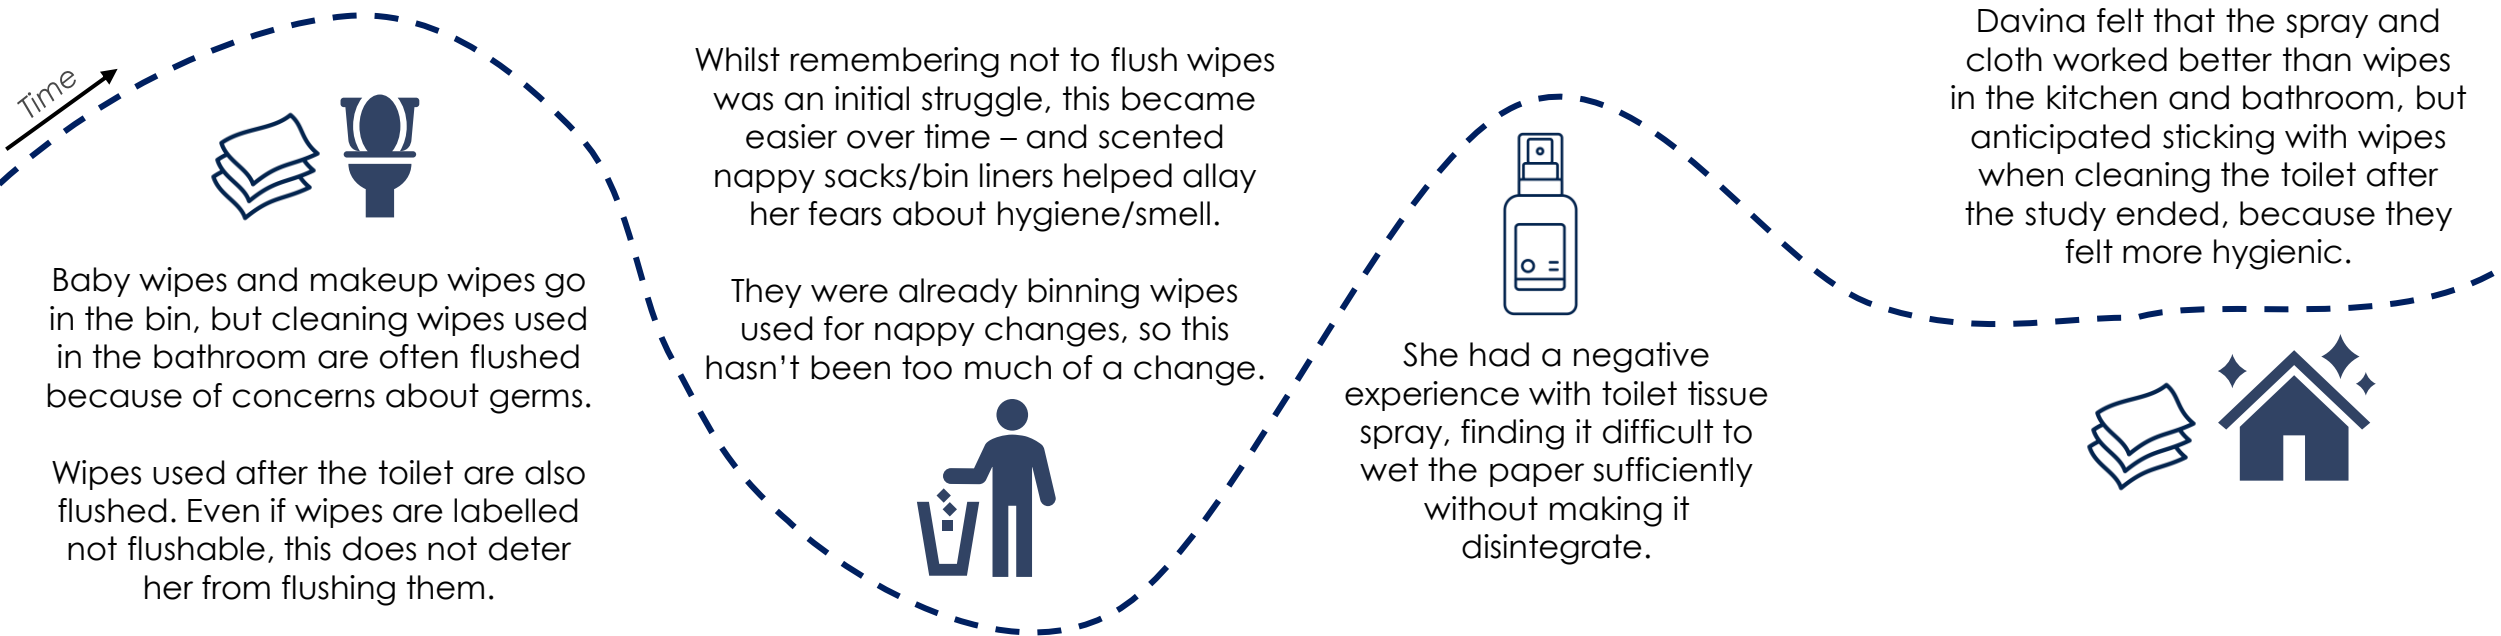 Time
Baby wipes and makeup wipes go
in the bin, but cleaning wipes used
in the bathroom are often flushed
because of concerns about germs.
Wipes used after the toilet are also
flushed. Even if wipes are labelled
not flushable, this does not deter
her from flushing them.
Whilst remembering not to flush wipes
was an initial struggle, this became
easier over time – and scented
nappy sacks/bin liners helped allay
her fears about hygiene/smell.
They were already binning wipes
used for nappy changes, so this
hasn’t been too much of a change.
She had a negative
experience with toilet tissue
spray, finding it difficult to
wet the paper sufficiently
without making it
disintegrate.
Davina felt that the spray and
cloth worked better than wipes
in the kitchen and bathroom, but
anticipated sticking with wipes
when cleaning the toilet after
the study ended, because they
felt more hygienic.